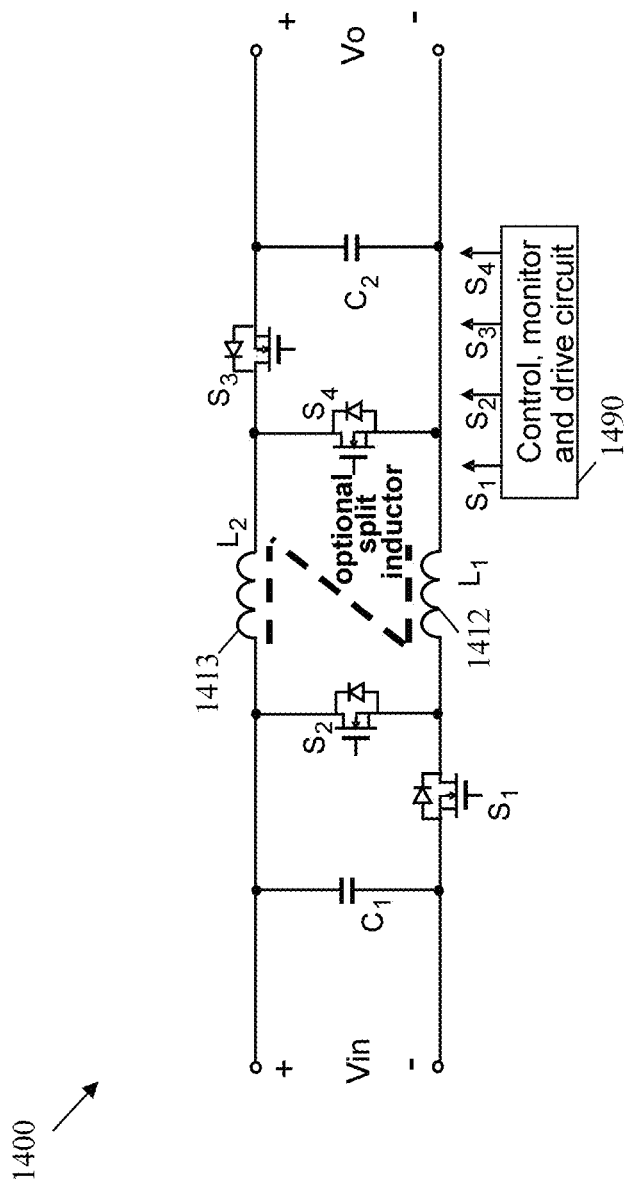 1400
Vin
+
-
C1
S1
S2
1413
L2
optional
split
inductor
L1
1412
S4
S3
C2
+
Vo
-
S1
S2
S3
S4
Control, monitor
and drive circuit
1490